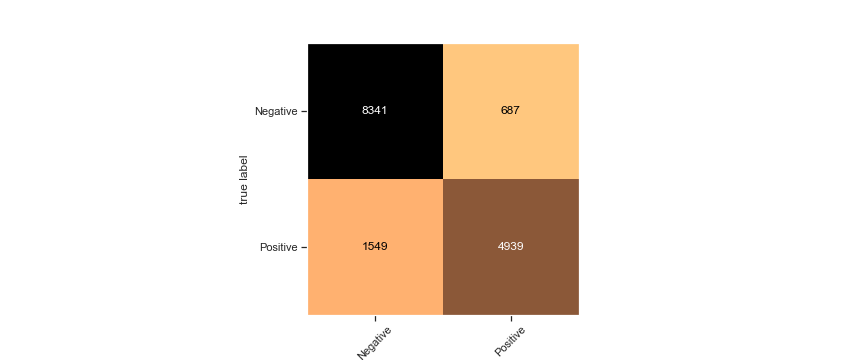 Negative
8341
687
true label
Positive
1549
4939
Negative
Positive